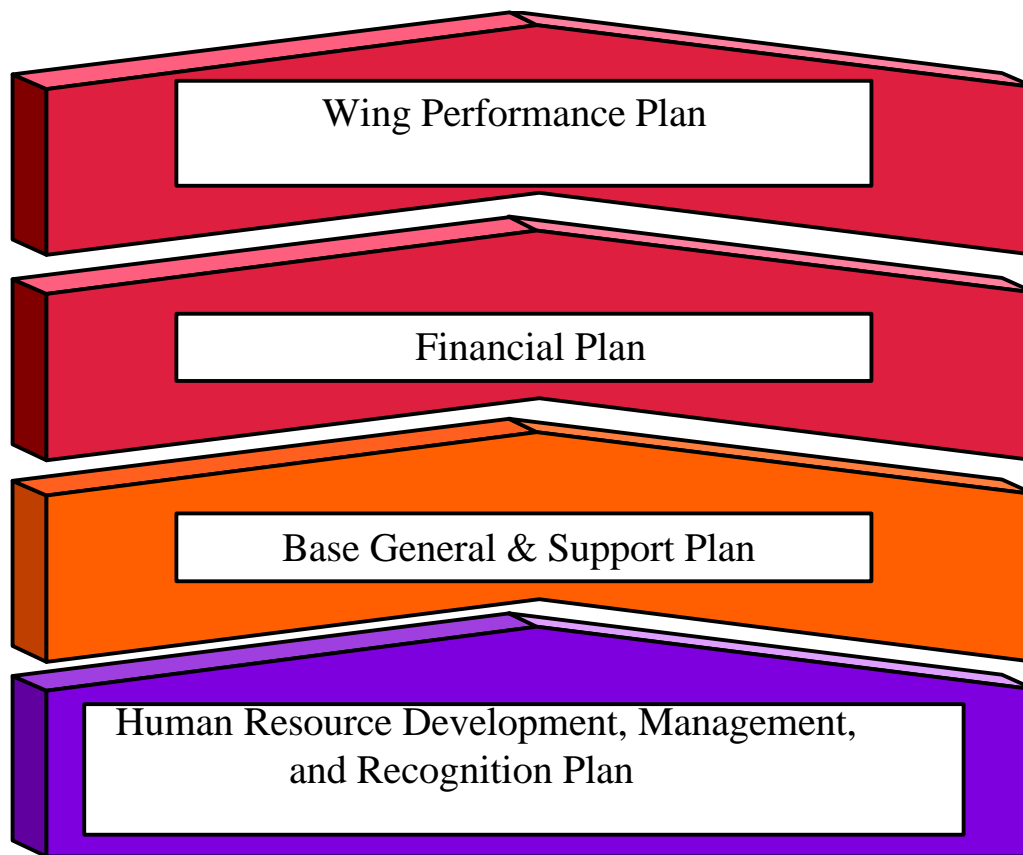 Wing Performance Plan
Financial Plan
Base General & Support Plan
Human Resource Development, Management,
and Recognition Plan